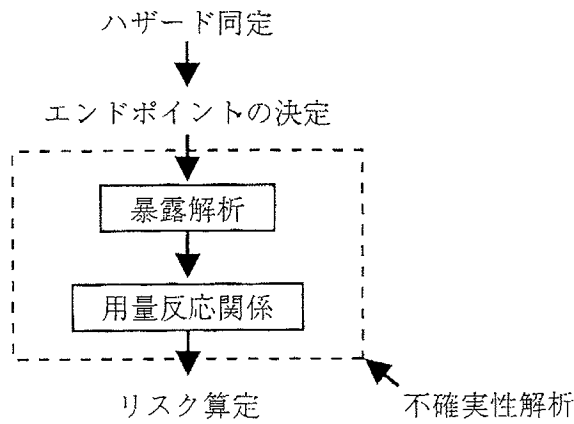 ハザード同定
エンドポイントの決定
暴露解析
用量反応関係
リスク算定
不確実性解析